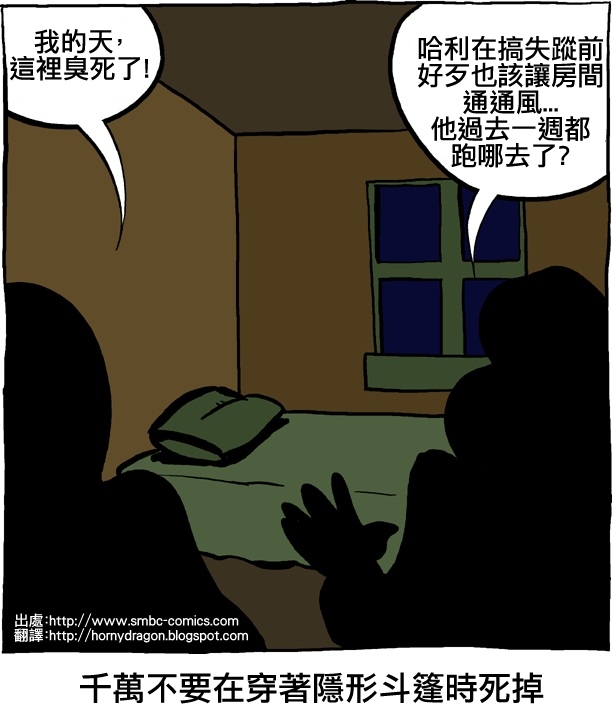 我的天，
這裡臭死了!
哈利在搞失蹤前
好歹也該讓房間
通通風...
他過去一週都
跑哪去了?
出處:http://www.smbc-comics.com
翻譯:http://hornydragon.blogspot.com
千萬不要在穿著隱形斗篷時死掉